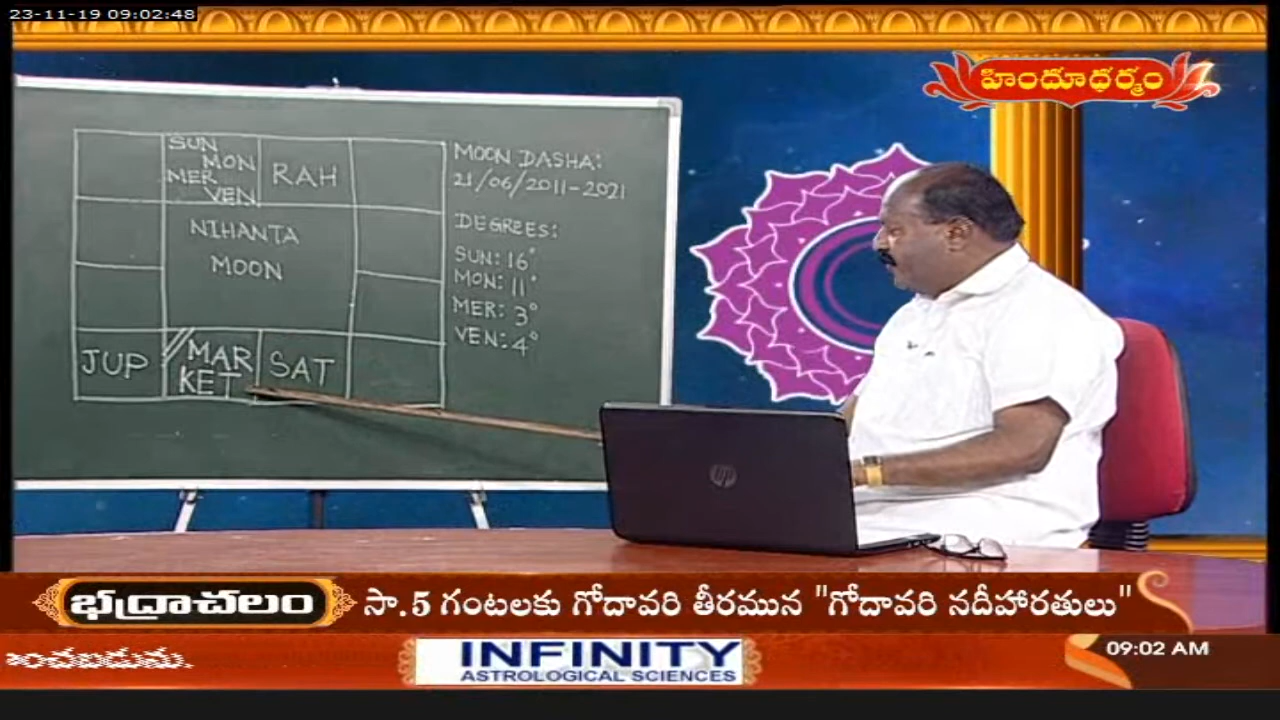 23-11-19 09:02:48
హిందూధర్మం
SUN
MON
MER
VEN
RAH
NIHANTA
MOON
JUP
MAR
KET
SAT
MOON DASHA:
21/06/2011-2021
DEGREES:
SUN: 16°
MON: 11°
MER: 3°
VEN: 4°
hp
భద్రాచలం
సా.5 గంటలకు గోదావరి తీరమున "గోదావరి నదీహారతులు"
INFINITY
ASTROLOGICAL SCIENCES
09:02 AM